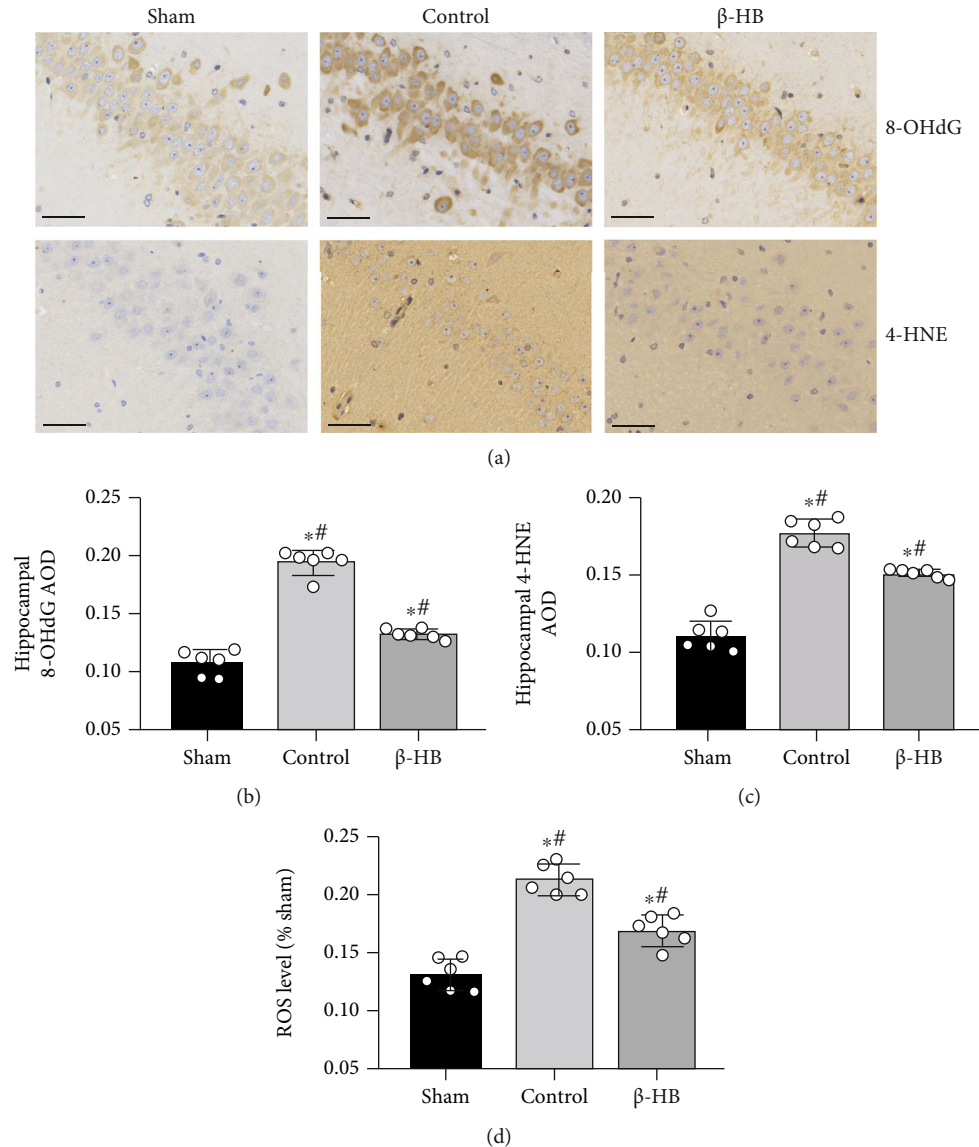 Sham Control β-HB
8-OHdG
4-HNE
(a)
Hippocampal
8-OHdG AOD
0.25
0.20
0.15
0.10
0.05
*#
*#
Sham Control β-HB
(b)
Hippocampal 4-HNE
AOD
0.20
0.15
0.10
0.05
*#
*#
Sham Control β-HB
(c)
ROS level (% sham)
0.25
0.20
0.15
0.10
0.05
*#
*#
Sham Control β-HB
(d)